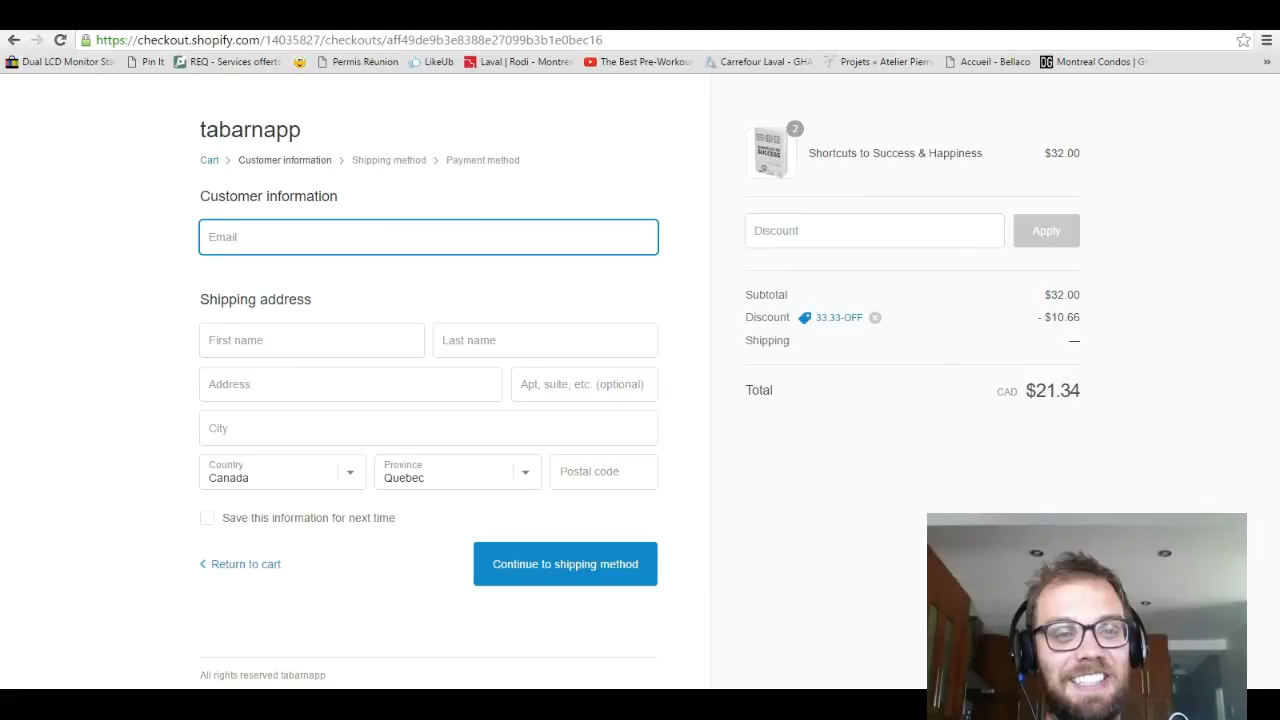 https://checkout.shopify.com/14035827/checkouts/aff49de9b3e8388e27099b3b1e0bec16
Dual LCD Monitor Sta Pin It REQ - Services offerts Permis Réunion LikeUb Laval | Rodi - Montréa The Best Pre-Workou Carrefour Laval - GHA Projets « Atelier Pierre Accueil - Bellaco DG Montreal Condos | Gr »
tabarnapp
Cart > Customer information > Shipping method > Payment method
Customer information
Email
Shipping address
First name Last name
Address Apt, suite, etc. (optional)
City
Country Province
Canada Quebec Postal code
Save this information for next time
< Return to cart Continue to shipping method
All rights reserved tabarnapp
2
SUCCESS
Shortcuts to Success & Happiness $32.00
Discount Apply
Subtotal $32.00
Discount 33.33-OFF - $10.66
Shipping —
Total CAD $21.34